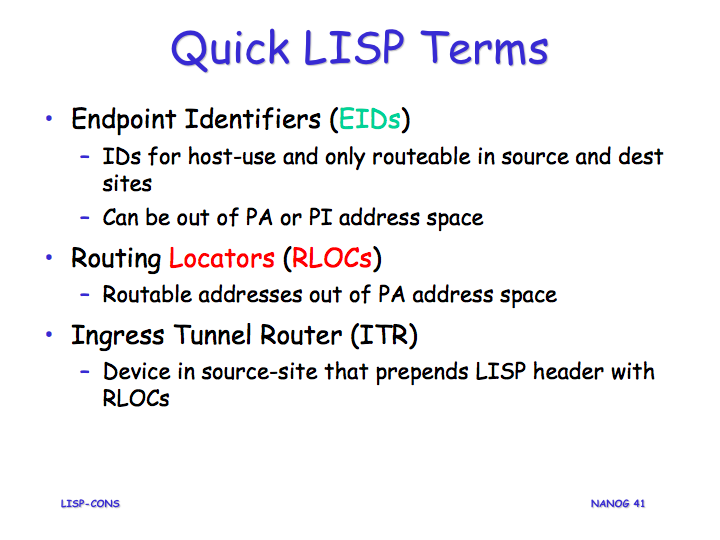 Quick LISP Terms
• Endpoint Identifiers (EIDs)
– IDs for host-use and only routeable in source and dest
sites
– Can be out of PA or PI address space
• Routing Locators (RLOCs)
– Routable addresses out of PA address space
• Ingress Tunnel Router (ITR)
– Device in source-site that prepends LISP header with
RLOCs
LISP-CONS
NANOG 41